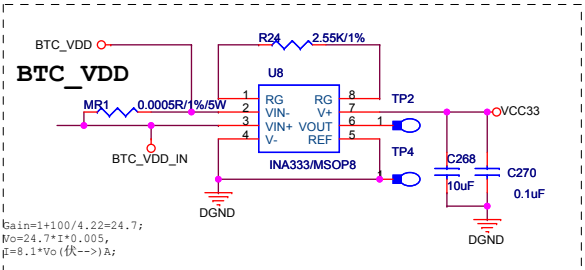 R24 2.55K/1%
BTC_VDD
BTC_VDD
U8
MR1 0.0005R/1%/5W
1 RG RG 8
2 VIN- V+ 7
3 VIN+ VOUT 6
4 V- REF 5
INA333/MSOP8
BTC_VDD_IN
TP2
1
TP4
1
VCC33
C268
10uF
C270
0.1uF
DGND
DGND
Gain=1+100/4.22=24.7;
Vo=24.7*I*0.005,
I=8.1*Vo(伏-->)A;